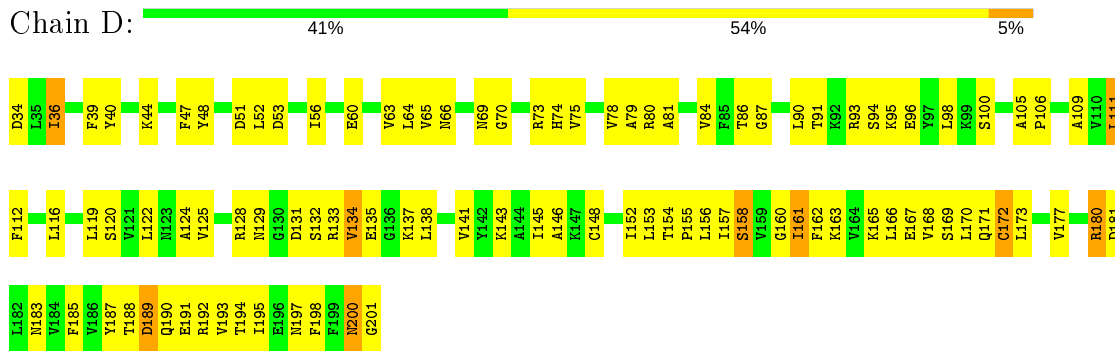 Chain D:
41% 54% 5%
D34 L35 I36 F39 Y40 K44 F47 Y48 D51 L52 D53 I56 E60 V63 L64 V65 N66 N69 G70 R73 H74 V75 V78 A79 R80 A81 V84 F85 T86 G87 L90 T91 K92 R93 S94 K95 E96 Y97 L98 K99 S100 A105 P106 A109 V110 L111
F112 L116 L119 S120 V121 L122 N123 A124 V125 R128 N129 G130 D131 S132 R133 V134 E135 G136 K137 L138 V141 Y142 K143 A144 I145 A146 K147 C148 I152 L153 T154 P155 L156 I157 S158 V159 G160 I161 F162 K163 V164 K165 L166 E167 V168 S169 L170 Q171 C172 L173 V177 R180 D181
L182 N183 V184 F185 V186 Y187 T188 D189 Q190 E191 R192 V193 T194 I195 E196 N197 F198 F199 N200 G201